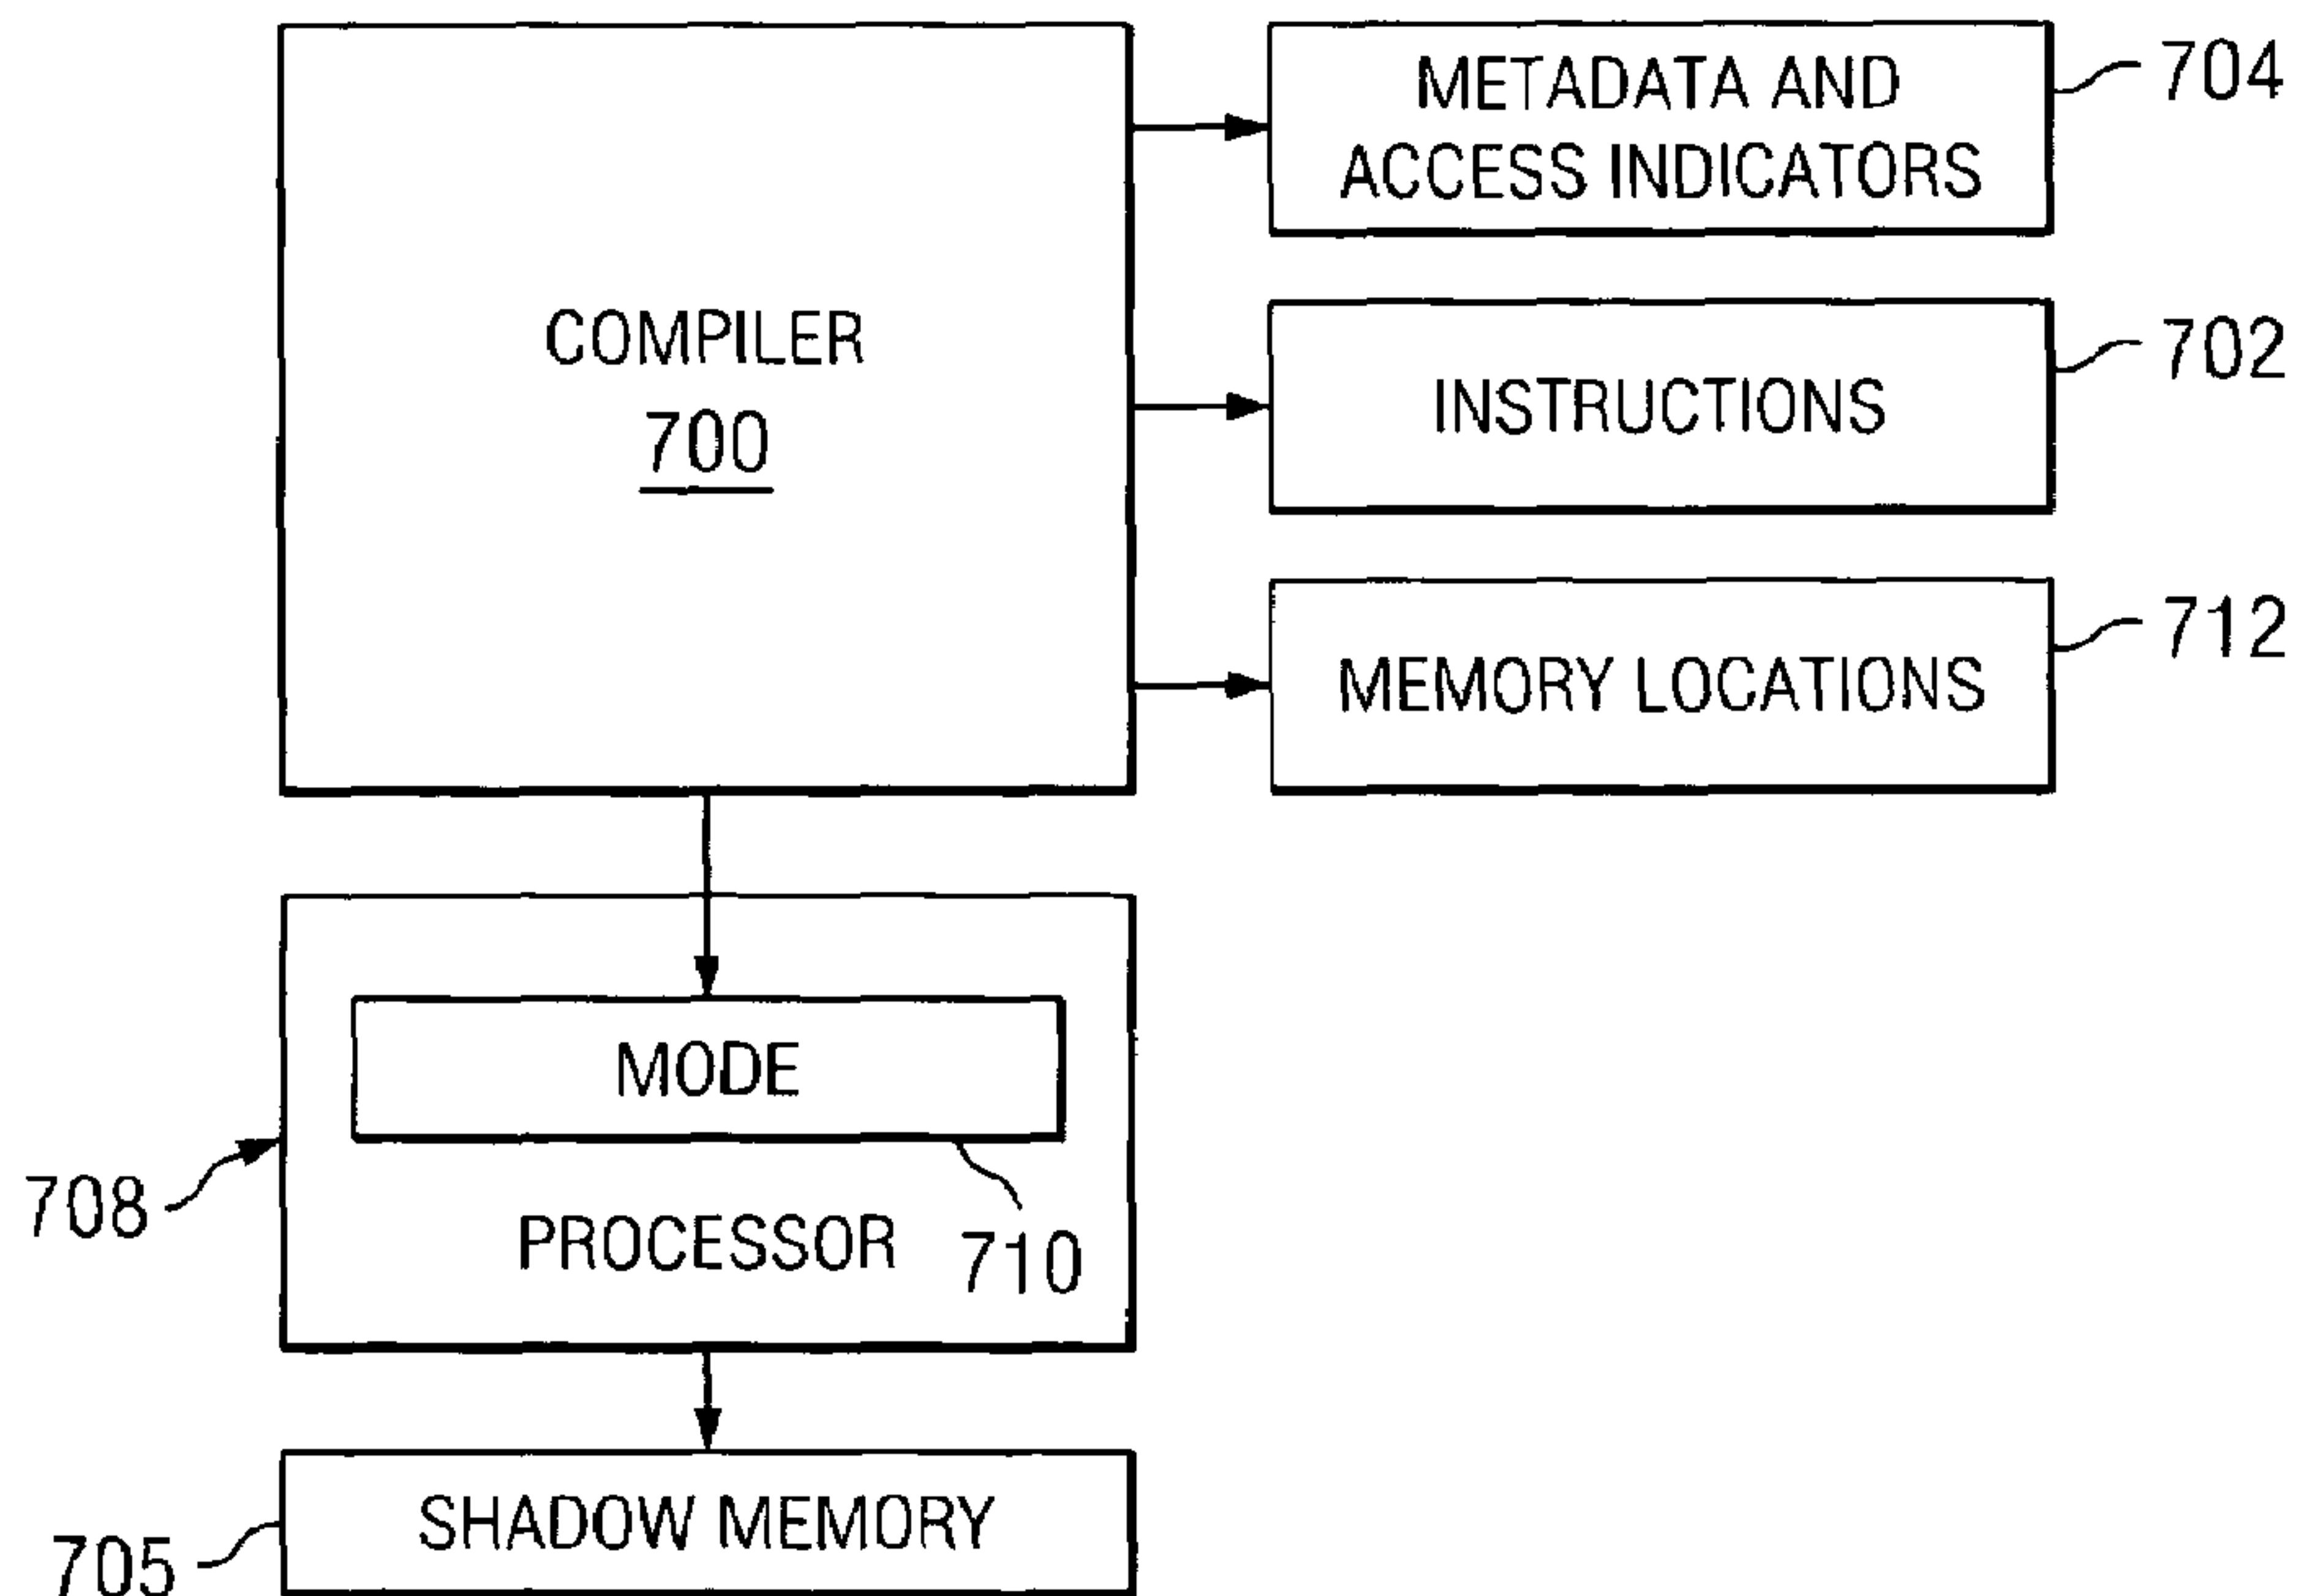 METADATA AND
ACCESS INDICATORS
704
COMPILER
700
INSTRUCTIONS
702
MEMORY LOCATIONS
712
MODE
708
PROCESSOR
710
SHADOW MEMORY
705